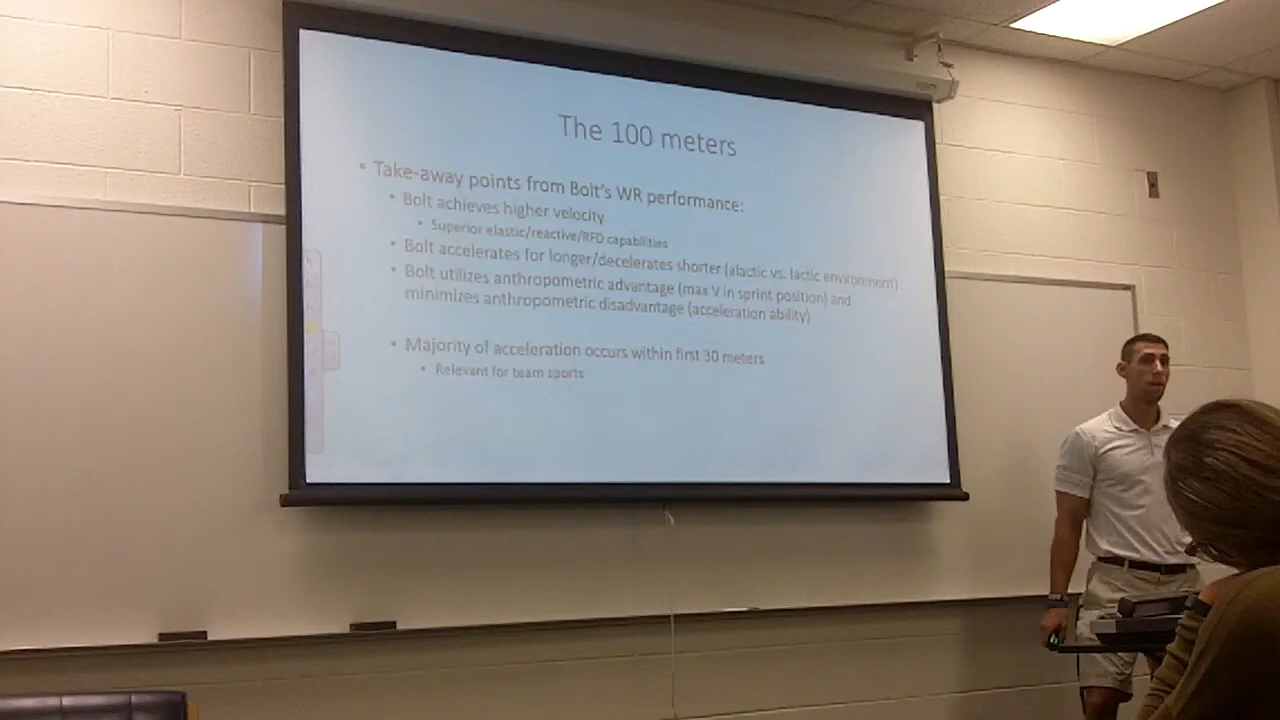 The 100 meters
• Take-away points from Bolt's WR performance:
• Bolt achieves higher velocity
• Superior elastic/reactive/RFD capabilities
• Bolt accelerates for longer/decelerates shorter (alactic vs. lactic environment)
• Bolt utilizes anthropometric advantage (max V in sprint position) and
minimizes anthropometric disadvantage (acceleration ability)
• Majority of acceleration occurs within first 30 meters
• Relevant for team sports